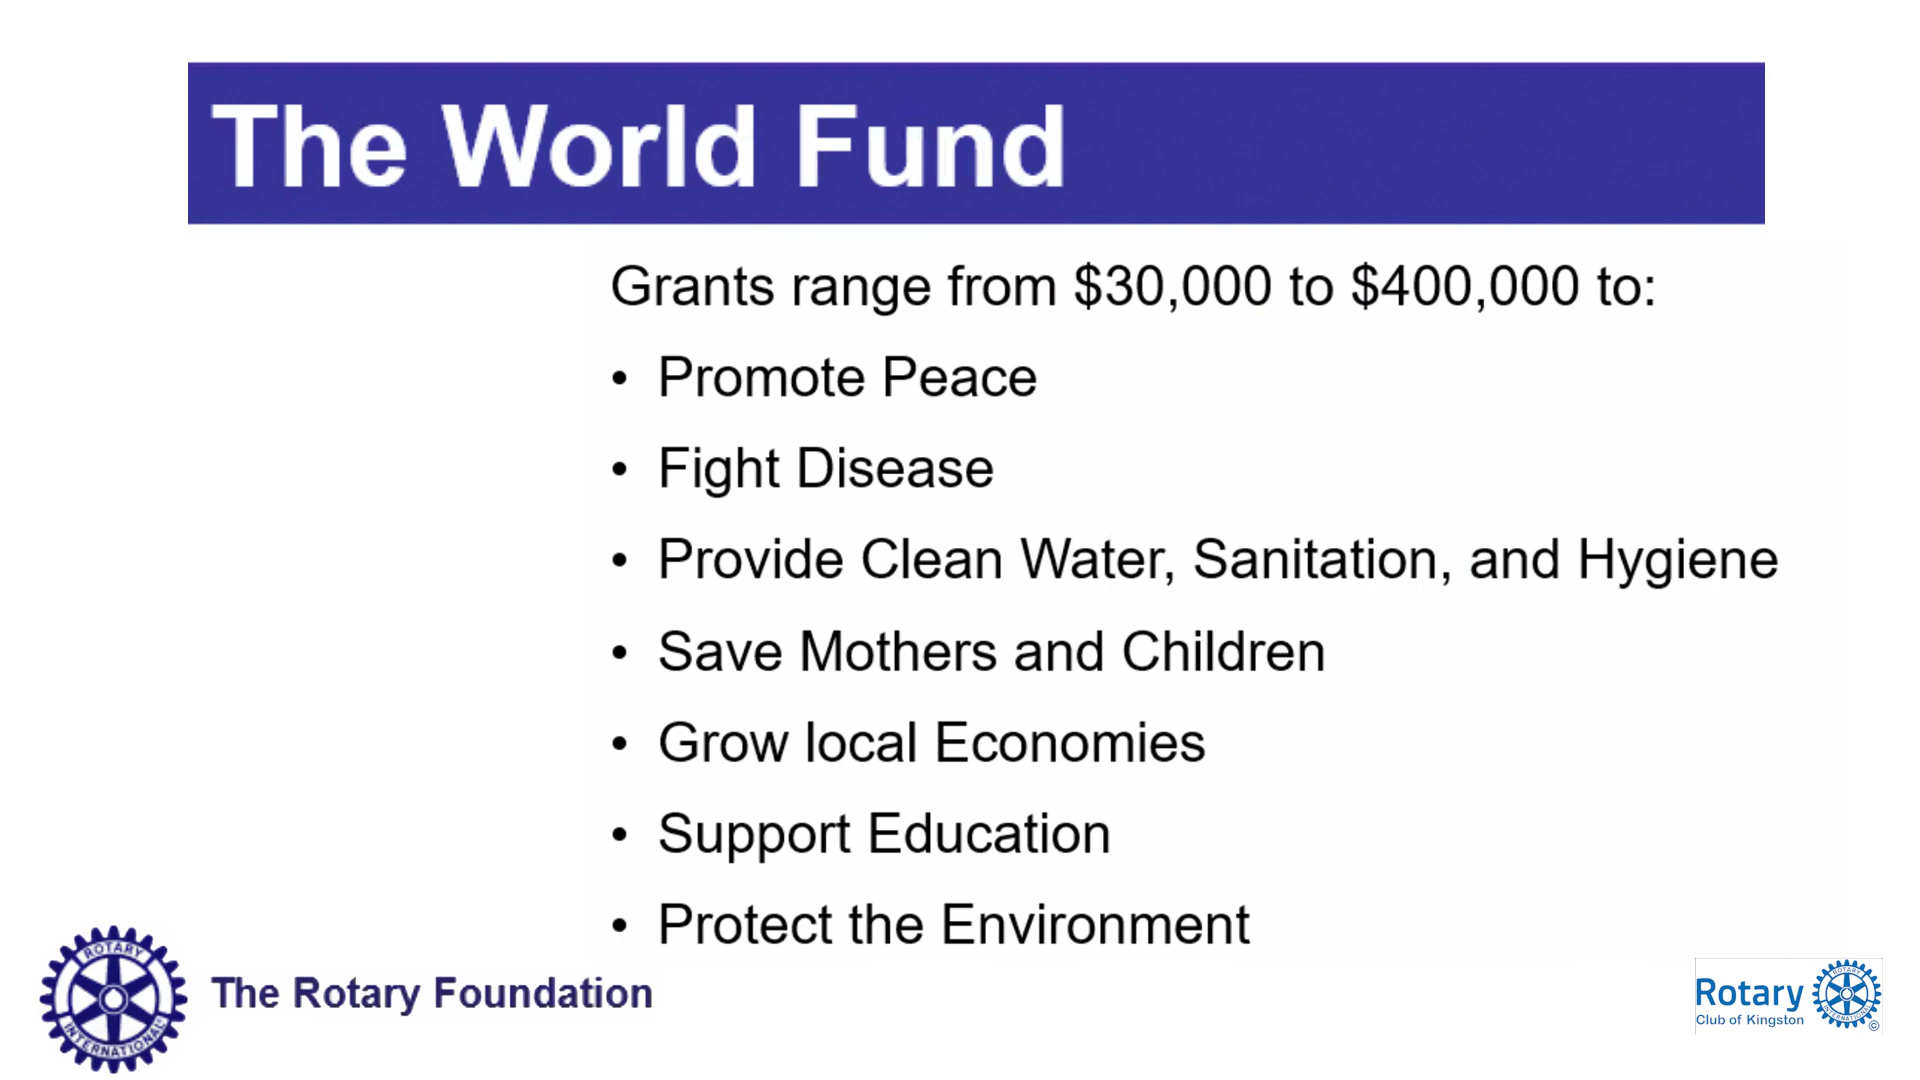 The World Fund
Grants range from $30,000 to $400,000 to:
• Promote Peace
• Fight Disease
• Provide Clean Water, Sanitation, and Hygiene
• Save Mothers and Children
• Grow local Economies
• Support Education
• Protect the Environment
ROTARY
INTERNATIONAL
The Rotary Foundation
Rotary
Club of Kingston
ROTARY
INTERNATIONAL
©